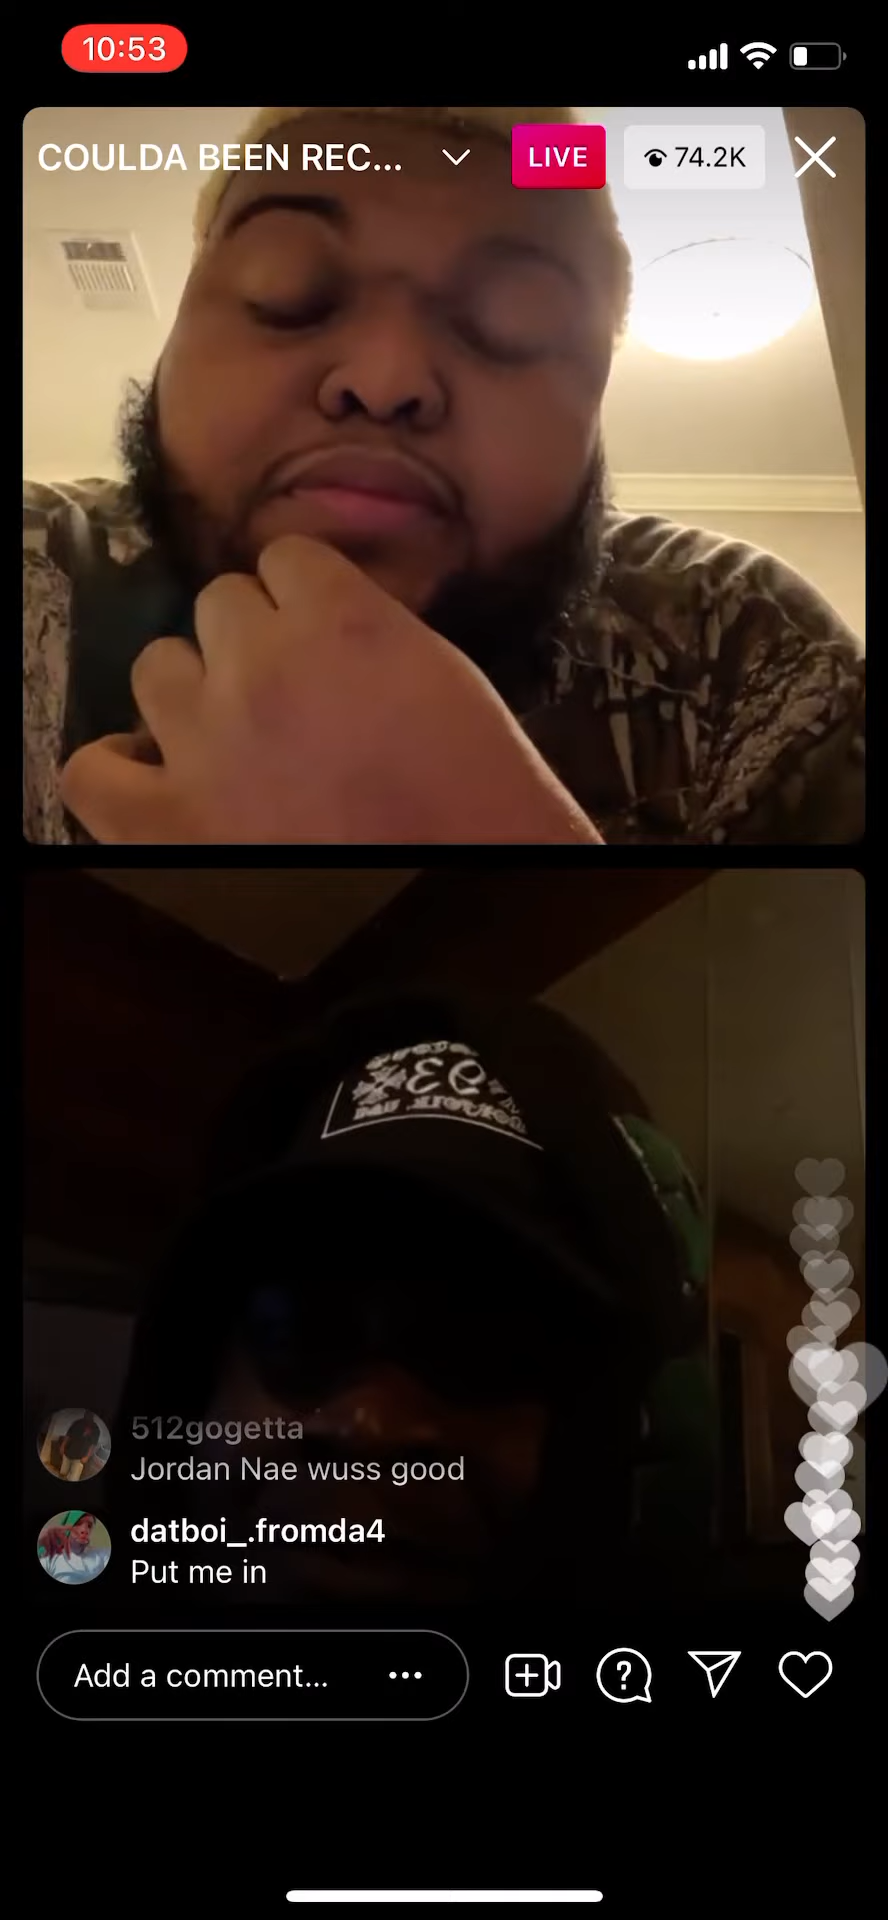 10:53
COULDA BEEN REC...
LIVE
74.2K
512gogetta
Jordan Nae wuss good
datboi_.fromda4
Put me in
Add a comment...